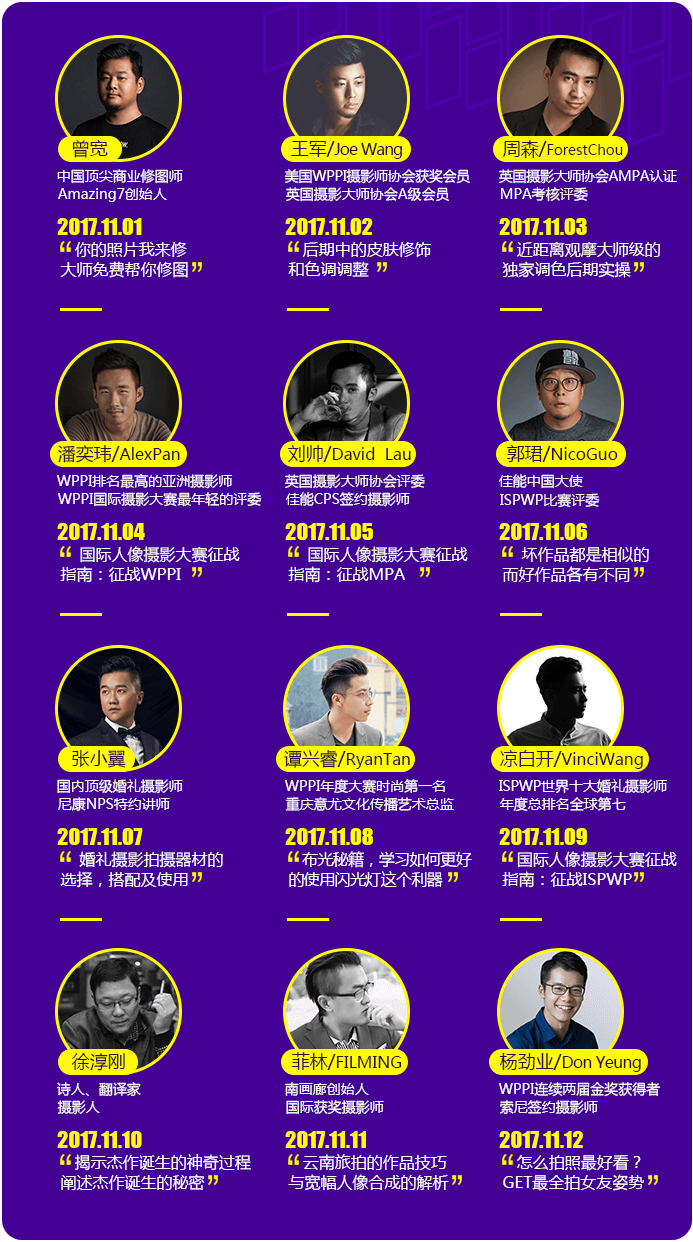 曾宽
中国顶尖商业修图师
Amazing7创始人
2017.11.01
“你的照片我来修
大师免费帮你修图”
王军/Joe Wang
美国WPPI摄影师协会获奖会员
英国摄影大师协会A级会员
2017.11.02
“后期中的皮肤修饰
和色调调整 ”
周森/ForestChou
英国摄影大师协会AMPA认证
MPA考核评委
2017.11.03
“近距离观摩大师级的
独家调色后期实操”
潘奕玮/AlexPan
WPPI排名最高的亚洲摄影师
WPPI国际摄影大赛最年轻的评委
2017.11.04
“ 国际人像摄影大赛征战
指南：征战WPPI ”
刘帅/David Lau
英国摄影大师协会评委
佳能CPS签约摄影师
2017.11.05
“ 国际人像摄影大赛征战
指南：征战MPA ”
郭珺/NicoGuo
佳能中国大使
ISPWP比赛评委
2017.11.06
“ 坏作品都是相似的
而好作品各有不同”
张小翼
国内顶级婚礼摄影师
尼康NPS特约讲师
2017.11.07
“ 婚礼摄影拍摄器材的
选择，搭配及使用”
谭兴睿/RyanTan
WPPI年度大赛时尚第一名
重庆意尤文化传播艺术总监
2017.11.08
“布光秘籍，学习如何更好
的使用闪光灯这个利器”
凉白开/VinciWang
ISPWP世界十大婚礼摄影师
年度总排名全球第七
2017.11.09
“国际人像摄影大赛征战
指南：征战ISPWP”
徐淳刚
诗人、翻译家
摄影人
2017.11.10
“揭示杰作诞生的神奇过程
阐述杰作诞生的秘密”
菲林/FILMING
南画廊创始人
国际获奖摄影师
2017.11.11
“云南旅拍的作品技巧
与宽幅人像合成的解析”
杨劲业/Don Yeung
WPPI连续两届金奖获得者
索尼签约摄影师
2017.11.12
“怎么拍照最好看？
GET最全拍女友姿势”